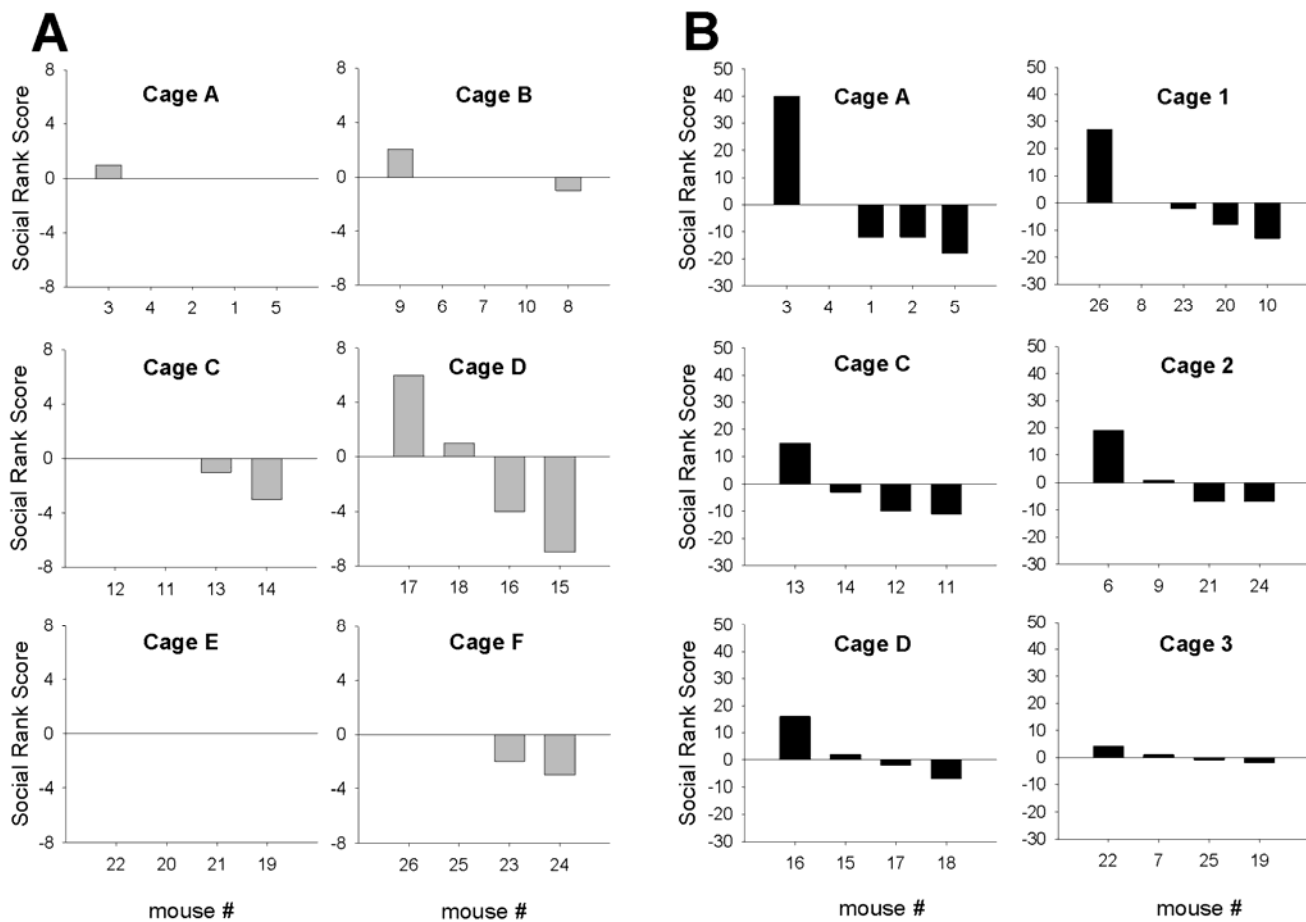 A
B
Cage A
Social Rank Score
8
4
0
-4
-8
3 4 2 1 5
Cage B
8
4
0
-4
-8
9 6 7 10 8
Cage C
Social Rank Score
8
4
0
-4
-8
12 11 13 14
Cage D
8
4
0
-4
-8
17 18 16 15
Cage E
Social Rank Score
8
4
0
-4
-8
22 20 21 19
mouse #
Cage F
8
4
0
-4
-8
26 25 23 24
mouse #
Cage A
Social Rank Score
50
40
30
20
10
0
-10
-20
-30
3 4 1 2 5
Cage 1
50
40
30
20
10
0
-10
-20
-30
26 8 23 20 10
Cage C
Social Rank Score
50
40
30
20
10
0
-10
-20
-30
13 14 12 11
Cage 2
50
40
30
20
10
0
-10
-20
-30
6 9 21 24
Cage D
Social Rank Score
50
40
30
20
10
0
-10
-20
-30
16 15 17 18
mouse #
Cage 3
50
40
30
20
10
0
-10
-20
-30
22 7 25 19
mouse #